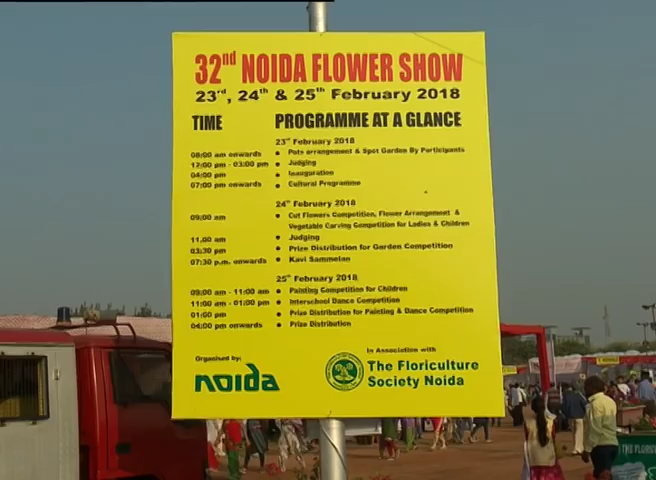 32nd NOIDA FLOWER SHOW
23rd, 24th & 25th February 2018
TIME PROGRAMME AT A GLANCE
23rd February 2018
08:00 am onwards • Pots arrangement & Spot Garden By Participants
12:00 pm - 03:00 pm • Judging
04:00 pm • Inauguration
07:00 pm onwards • Cultural Programme
24th February 2018
09:00 am • Cut Flowers Competition, Flower Arrangement &
Vegetable Carving Competition for Ladies & Children
11.00 am • Judging
03:30 pm • Prize Distribution for Garden Competition
07:30 p.m. onwards • Kavi Sammelan
25th February 2018
09:00 am - 11:00 am • Painting Competition for Children
11:00 am - 01:00 pm • Interschool Dance Competition
01:00 pm • Prize Distribution for Painting & Dance Competition
04:00 pm onwards • Prize Distribution
Organised by:
noida
In Association with
The Floriculture
Society Noida
THE FLORI